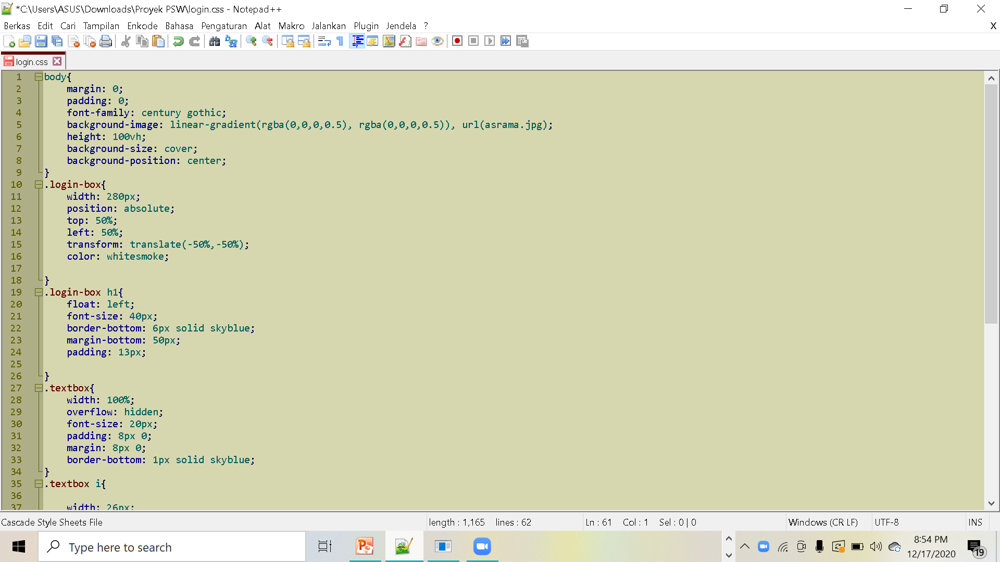 *C:\Users\ASUS\Downloads\Proyek PSW\login.css - Notepad++
Berkas Edit Cari Tampilan Enkode Bahasa Pengaturan Alat Makro Jalankan Plugin Jendela ?
X
login.css
1 body{
2 margin: 0;
3 padding: 0;
4 font-family: century gothic;
5 background-image: linear-gradient(rgba(0,0,0,0.5), rgba(0,0,0,0.5)), url(asrama.jpg);
6 height: 100vh;
7 background-size: cover;
8 background-position: center;
9 }
10 .login-box{
11 width: 280px;
12 position: absolute;
13 top: 50%;
14 left: 50%;
15 transform: translate(-50%,-50%);
16 color: whitesmoke;
17
18 }
19 .login-box h1{
20 float: left;
21 font-size: 40px;
22 border-bottom: 6px solid skyblue;
23 margin-bottom: 50px;
24 padding: 13px;
25
26 }
27 .textbox{
28 width: 100%;
29 overflow: hidden;
30 font-size: 20px;
31 padding: 8px 0;
32 margin: 8px 0;
33 border-bottom: 1px solid skyblue;
34 }
35 .textbox i{
36
37 width: 26px;
Cascade Style Sheets File length : 1,165 lines : 62 Ln : 61 Col : 1 Sel : 0 | 0 Windows (CR LF) UTF-8 INS
Type here to search
8:54 PM
12/17/2020
19